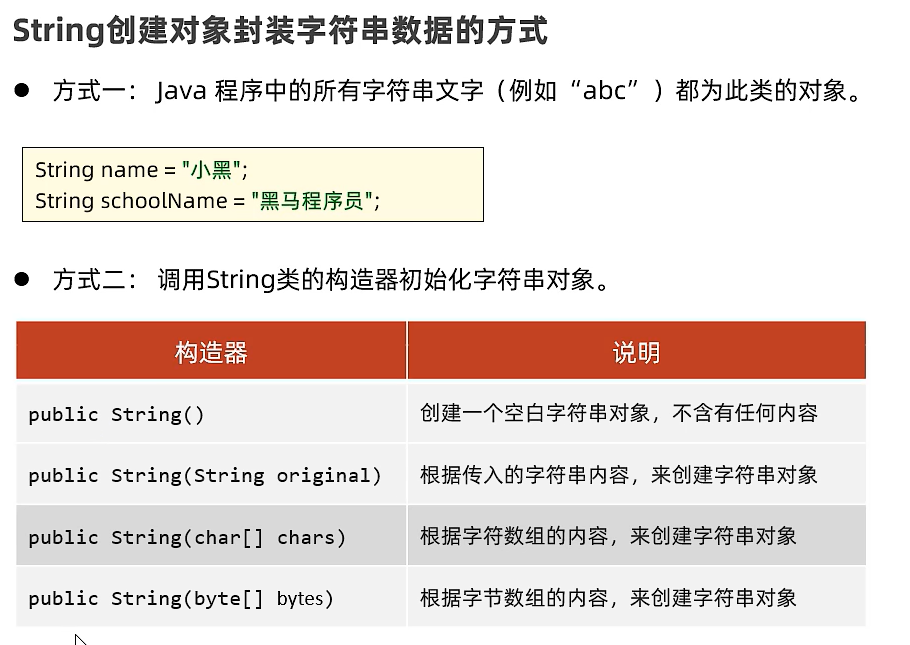 String创建对象封装字符串数据的方式
● 方式一： Java 程序中的所有字符串文字（例如“abc”）都为此类的对象。
String name = "小黑";
String schoolName = "黑马程序员";
● 方式二： 调用String类的构造器初始化字符串对象。
构造器 说明
public String() 创建一个空白字符串对象，不含有任何内容
public String(String original) 根据传入的字符串内容，来创建字符串对象
public String(char[] chars) 根据字符数组的内容，来创建字符串对象
public String(byte[] bytes) 根据字节数组的内容，来创建字符串对象